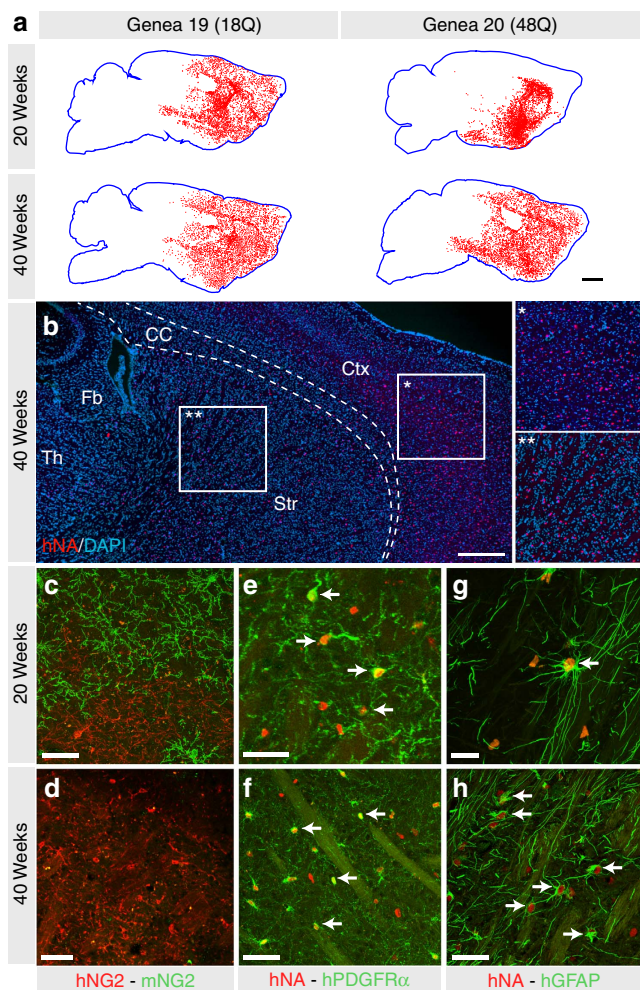 a
Genea 19 (18Q)
Genea 20 (48Q)
20 Weeks
40 Weeks
40 Weeks
b
CC
Ctx
*
**
Fb
Th
Str
hNA/DAPI
*
**
20 Weeks
c
e
g
40 Weeks
d
f
h
hNG2 - mNG2
hNA - hPDGFRα
hNA - hGFAP